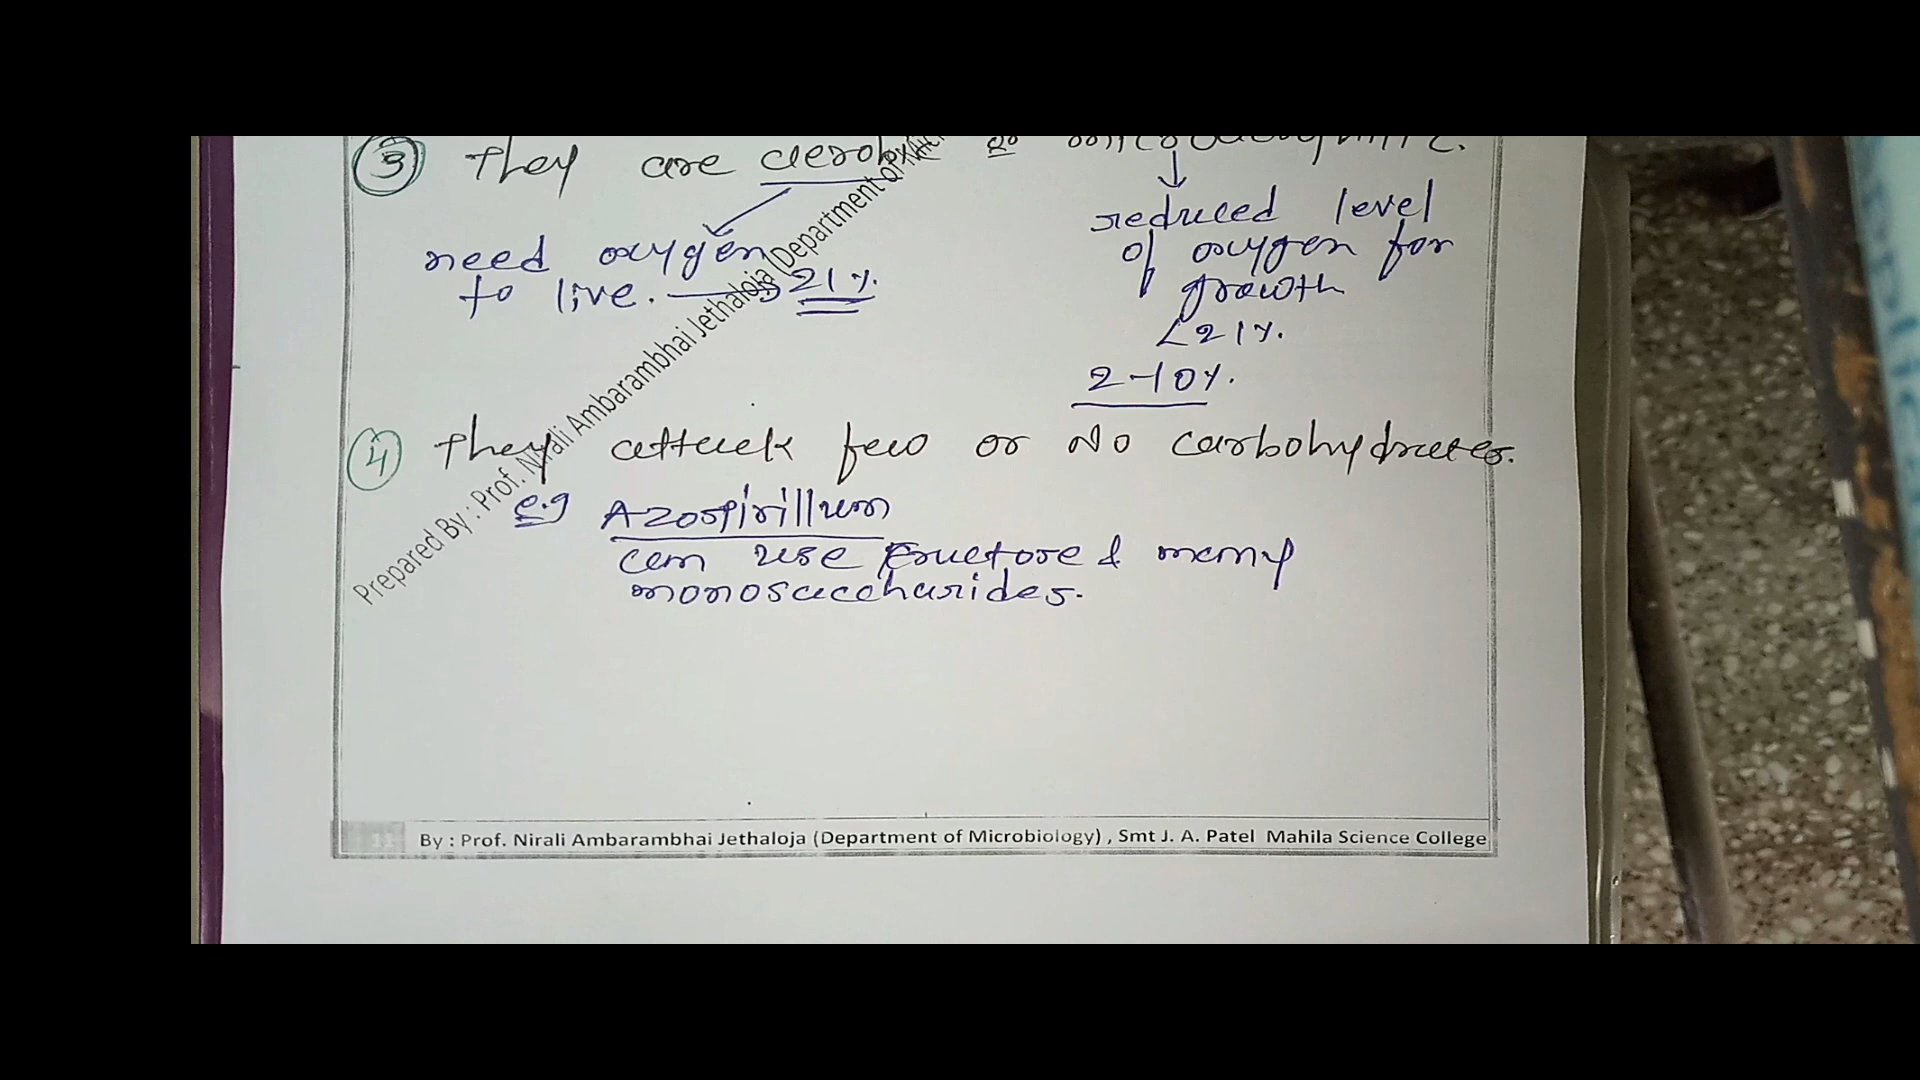 3 They are aerobic or microaerophilic.
need oxygen
to live. → 21%.
reduced level
of oxygen for
growth
<21%.
2-10%.
4 They attack few or No carbohydrates.
e.g Azospirillum
can use fructose & many
monosaccharides.
Prepared By : Prof. Nirali Ambarambhai Jethaloja (Department of
11 By : Prof. Nirali Ambarambhai Jethaloja (Department of Microbiology) , Smt J. A. Patel Mahila Science College